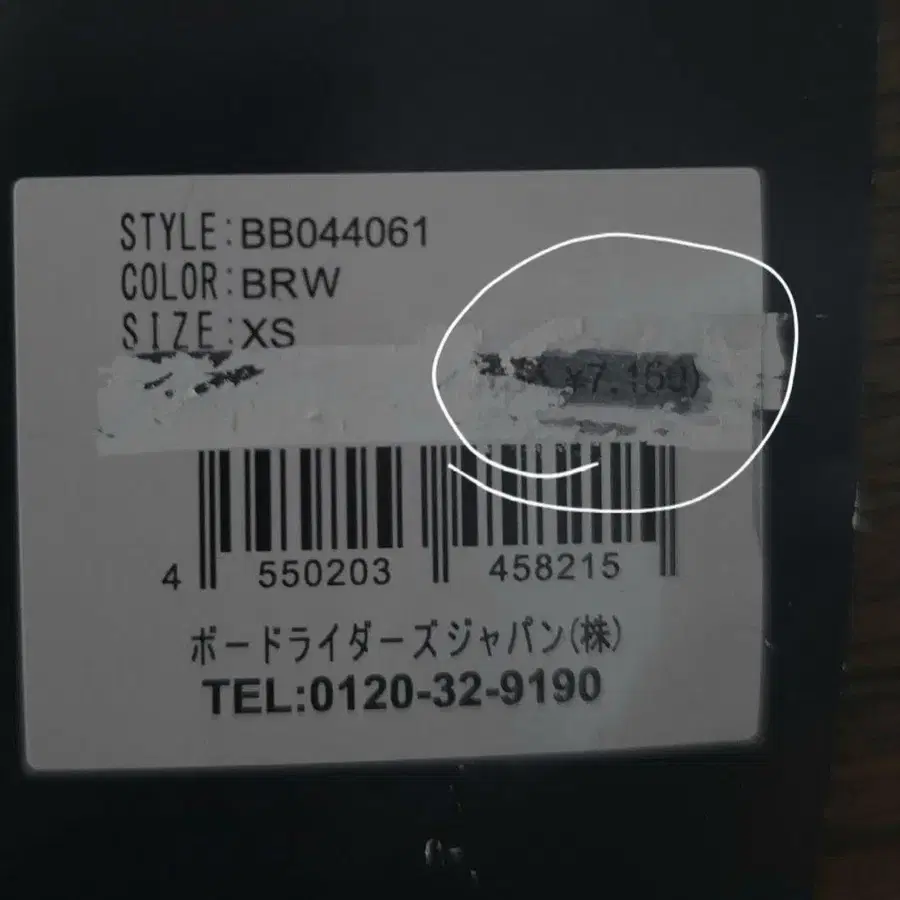 STYLE:BB044061
COLOR:BRW
SIZE:XS
¥7,150)
4 550203 458215
ボードライダーズジャパン(株)
TEL:0120-32-9190